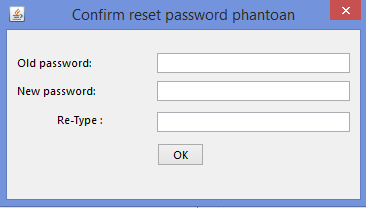 Confirm reset password phantoan
Old password:
New password:
Re-Type :
OK